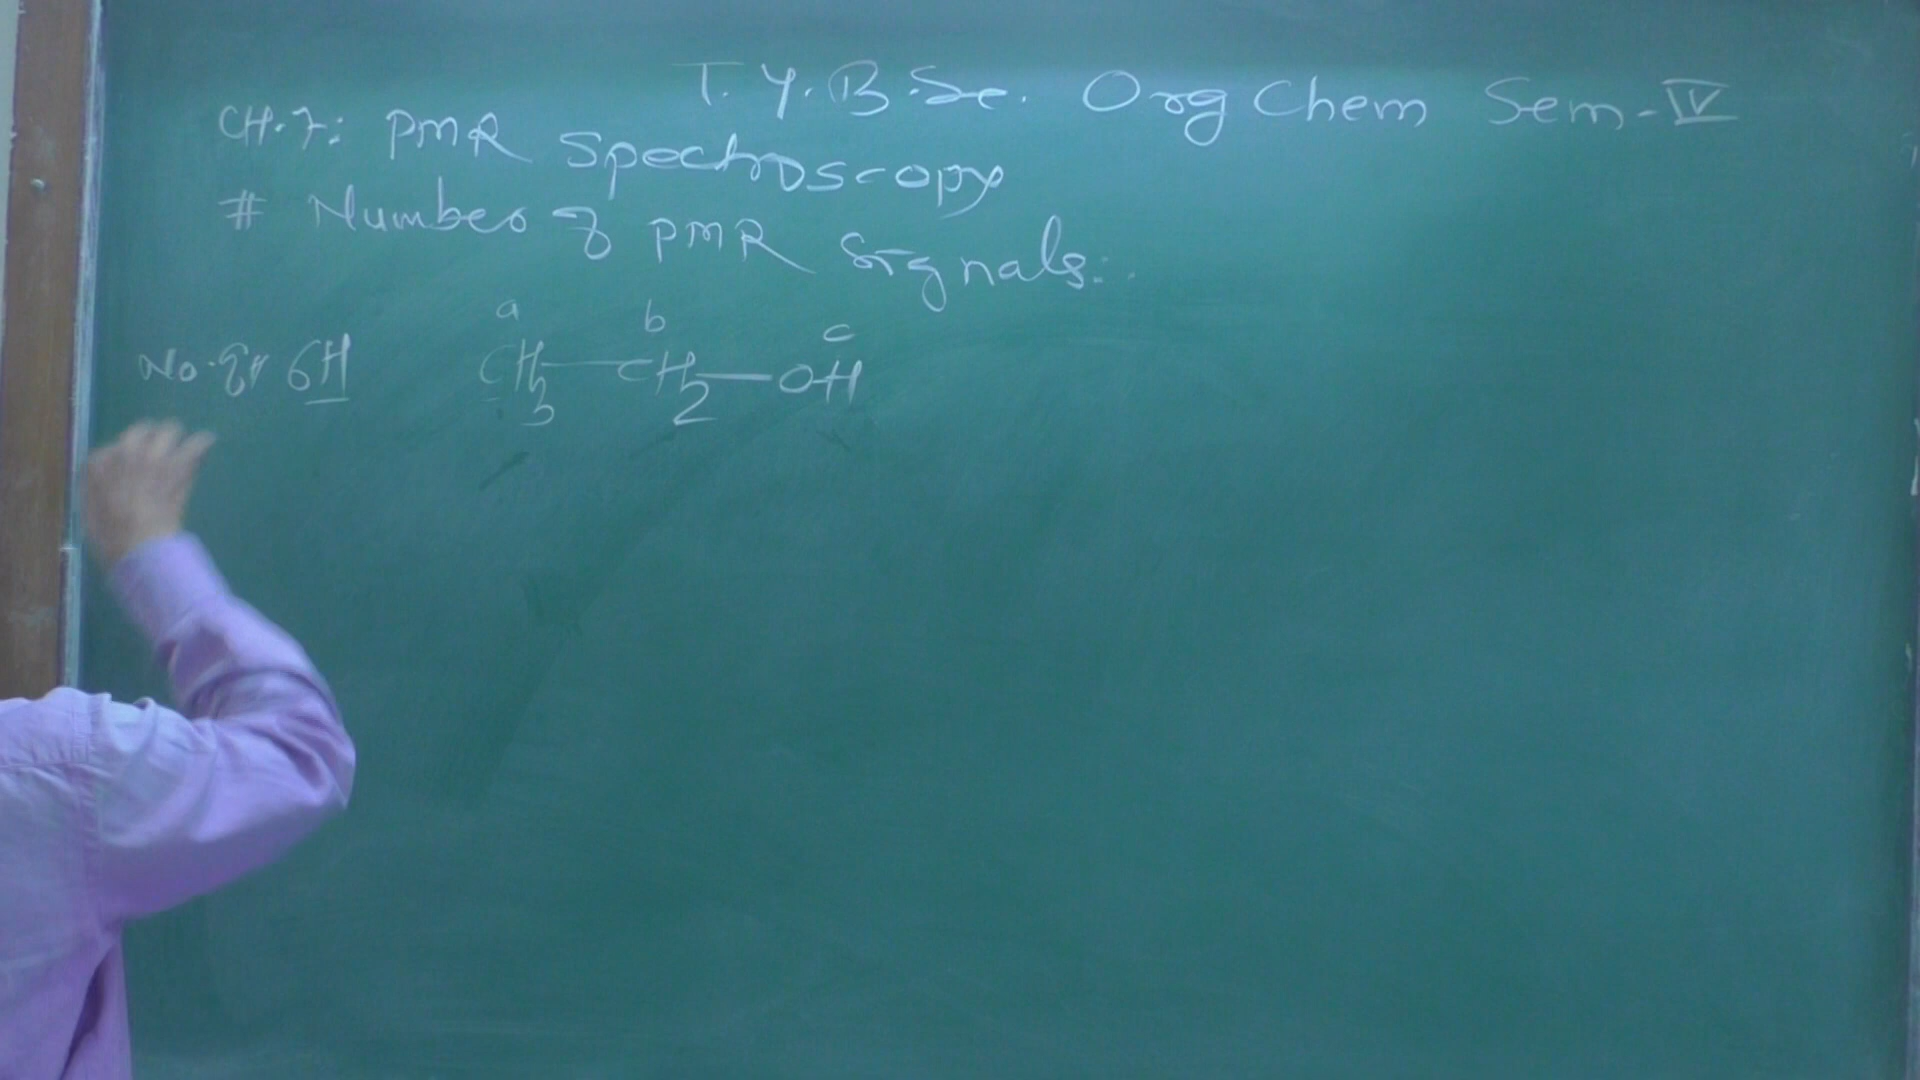 T. Y. B. Sc. Org Chem Sem-IV
CH. 7: PMR Spectroscopy
# Number of PMR Signals:
a b c
No. of 6H CH3—CH2—OH